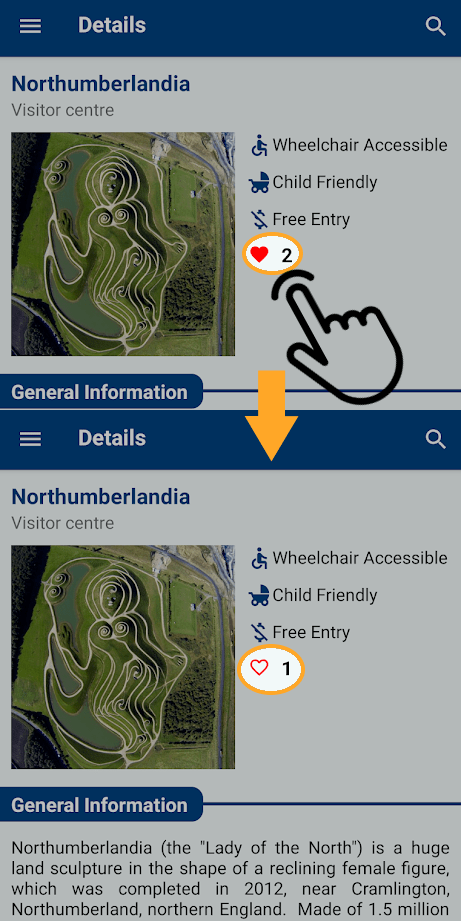 Details
Northumberlandia
Visitor centre
Wheelchair Accessible
Child Friendly
Free Entry
2
General Information
Details
Northumberlandia
Visitor centre
Wheelchair Accessible
Child Friendly
Free Entry
1
General Information
Northumberlandia (the "Lady of the North") is a huge
land sculpture in the shape of a reclining female figure,
which was completed in 2012, near Cramlington,
Northumberland, northern England. Made of 1.5 million